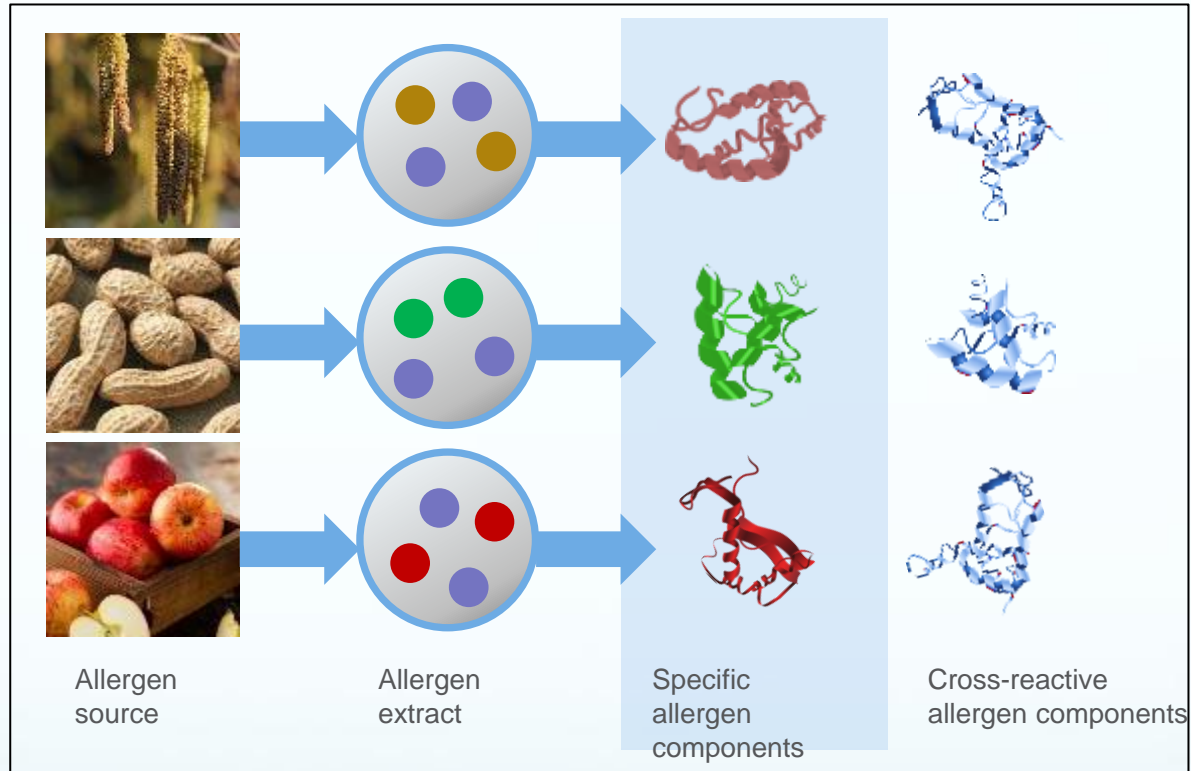 Allergen
source
Allergen
extract
Specific
allergen
components
Cross-reactive
allergen components